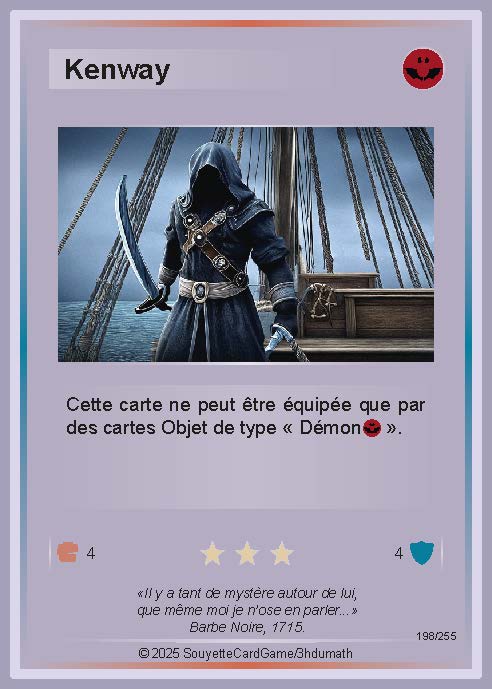 Kenway
Cette carte ne peut être équipée que par
des cartes Objet de type « Démon ».
4
4
«Il y a tant de mystère autour de lui,
que même moi je n'ose en parler...»
Barbe Noire, 1715.
198/255
© 2025 SouyetteCardGame/3hdumath